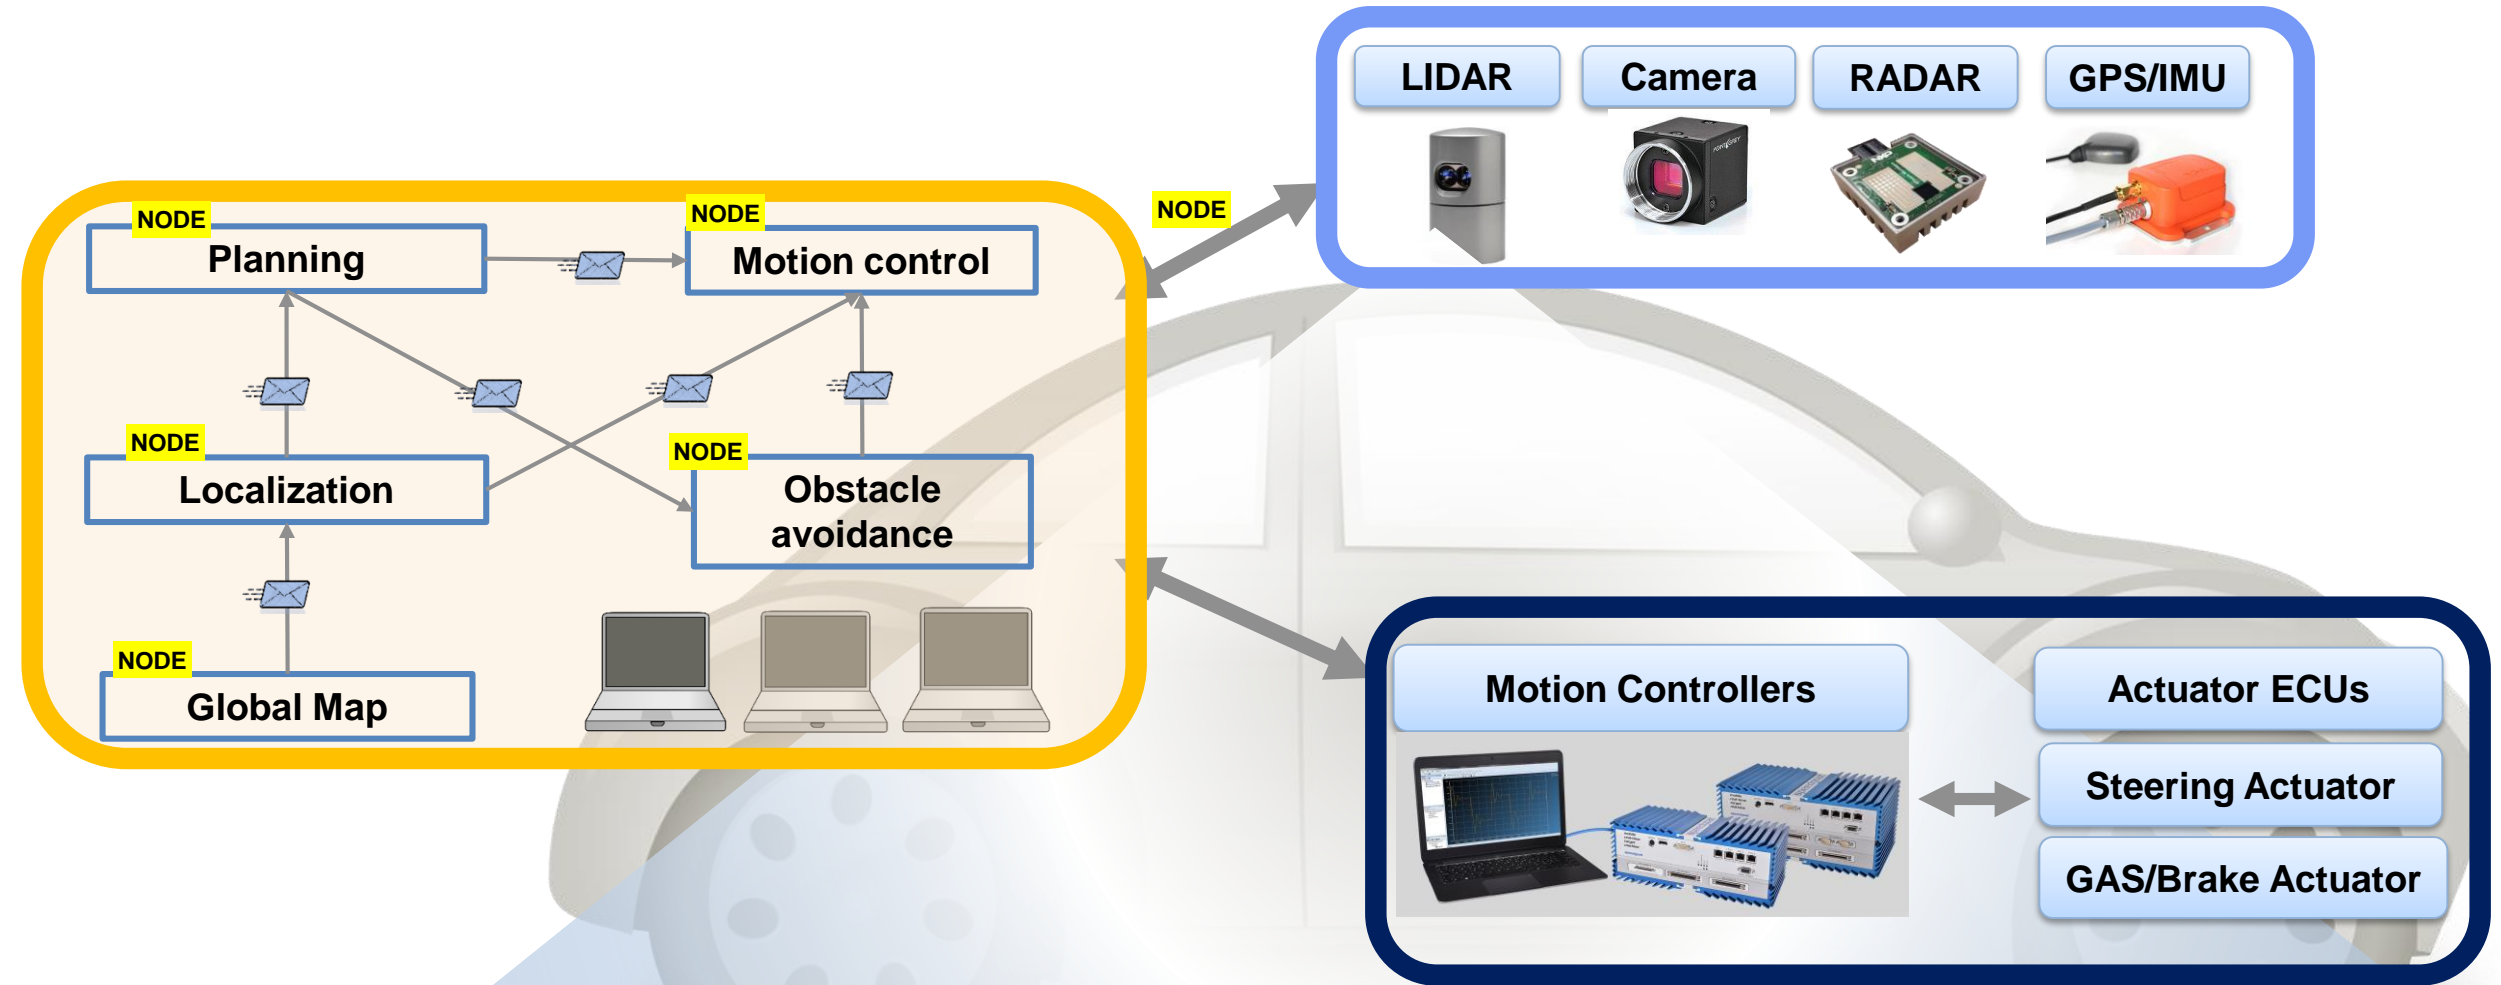 LIDAR
Camera
RADAR
GPS/IMU
NODE
Planning
NODE
Motion control
NODE
NODE
Localization
NODE
Obstacle
avoidance
NODE
Global Map
Motion Controllers
Actuator ECUs
Steering Actuator
GAS/Brake Actuator